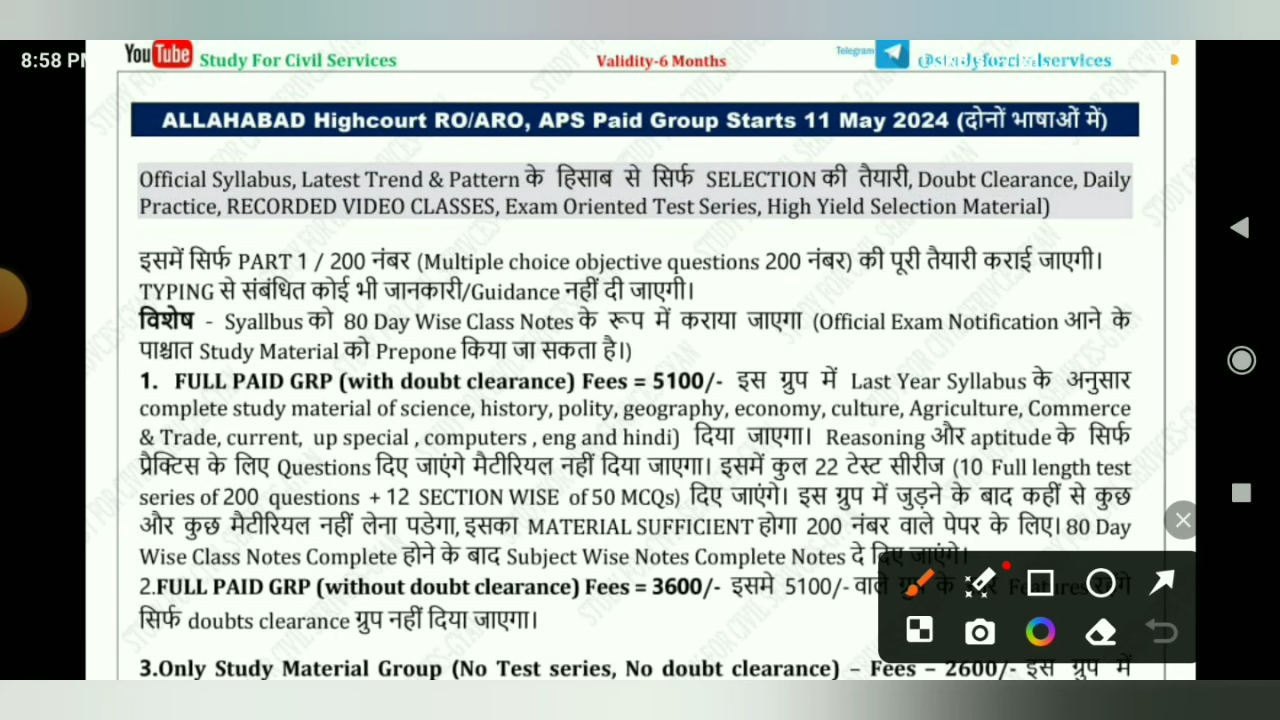 8:58 PM
YouTube Study For Civil Services Validity-6 Months Telegram @studyforcivilservices
ALLAHABAD Highcourt RO/ARO, APS Paid Group Starts 11 May 2024 (दोनों भाषाओं में)
Official Syllabus, Latest Trend & Pattern के हिसाब से सिर्फ SELECTION की तैयारी, Doubt Clearance, Daily
Practice, RECORDED VIDEO CLASSES, Exam Oriented Test Series, High Yield Selection Material)
इसमें सिर्फ PART 1 / 200 नंबर (Multiple choice objective questions 200 नंबर) की पूरी तैयारी कराई जाएगी।
TYPING से संबंधित कोई भी जानकारी/Guidance नहीं दी जाएगी।
विशेष - Syallbus को 80 Day Wise Class Notes के रूप में कराया जाएगा (Official Exam Notification आने के
पाश्चात Study Material को Prepone किया जा सकता है।)
1. FULL PAID GRP (with doubt clearance) Fees = 5100/- इस ग्रुप में Last Year Syllabus के अनुसार
complete study material of science, history, polity, geography, economy, culture, Agriculture, Commerce
& Trade, current, up special , computers , eng and hindi) दिया जाएगा। Reasoning और aptitude के सिर्फ
प्रैक्टिस के लिए Questions दिए जाएंगे मैटीरियल नहीं दिया जाएगा। इसमें कुल 22 टेस्ट सीरीज (10 Full length test
series of 200 questions + 12 SECTION WISE of 50 MCQs) दिए जाएंगे। इस ग्रुप में जुड़ने के बाद कहीं से कुछ
और कुछ मैटीरियल नहीं लेना पडेगा, इसका MATERIAL SUFFICIENT होगा 200 नंबर वाले पेपर के लिए। 80 Day
Wise Class Notes Complete होने के बाद Subject Wise Notes Complete Notes दे दिए जाएंगे।
2.FULL PAID GRP (without doubt clearance) Fees = 3600/- इसमे 5100/- वाले ग्रुप के Features रहेंगे
सिर्फ doubts clearance ग्रुप नहीं दिया जाएगा।
3.Only Study Material Group (No Test series, No doubt clearance) – Fees – 2600/- इस ग्रुप में